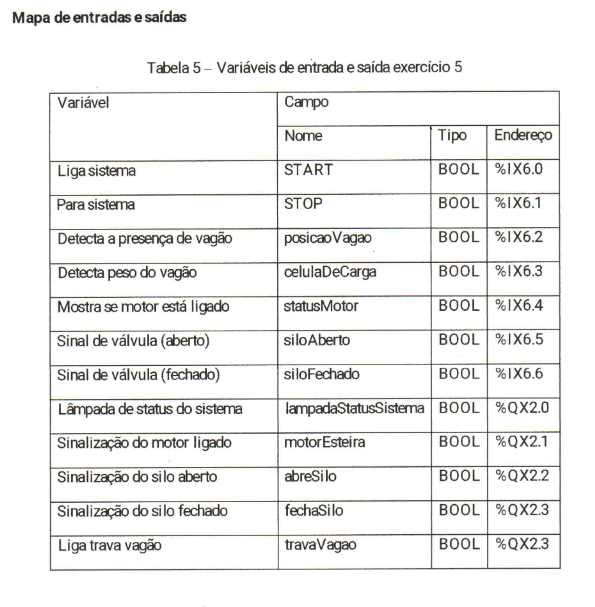 Mapa de entradas e saídas
Tabela 5 – Variáveis de entrada e saída exercício 5
Variável Campo
Nome Tipo Endereço
Liga sistema START BOOL %IX6.0
Para sistema STOP BOOL %IX6.1
Detecta a presença de vagão posicaoVagao BOOL %IX6.2
Detecta peso do vagão celulaDeCarga BOOL %IX6.3
Mostra se motor está ligado statusMotor BOOL %IX6.4
Sinal de válvula (aberto) siloAberto BOOL %IX6.5
Sinal de válvula (fechado) siloFechado BOOL %IX6.6
Lâmpada de status do sistema lampadaStatusSistema BOOL %QX2.0
Sinalização do motor ligado motorEsteira BOOL %QX2.1
Sinalização do silo aberto abreSilo BOOL %QX2.2
Sinalização do silo fechado fechaSilo BOOL %QX2.3
Liga trava vagão travaVagao BOOL %QX2.3